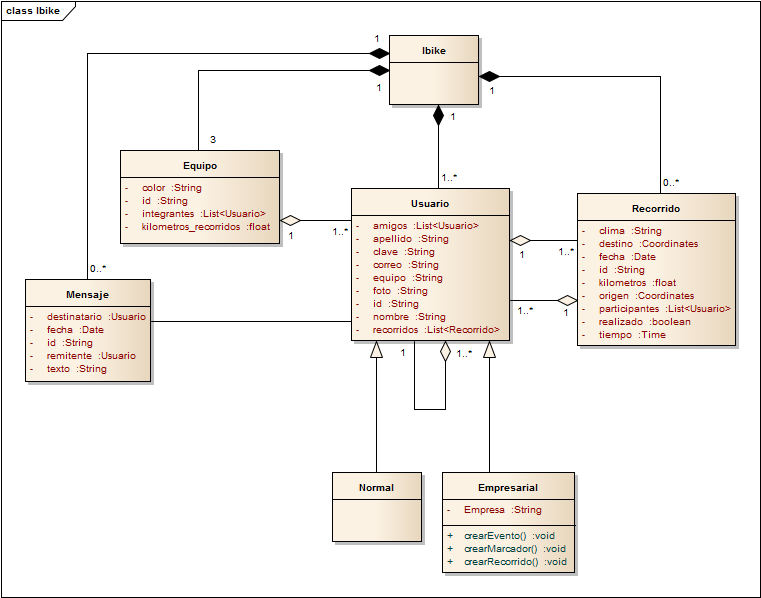 class Ibike
Ibike
1
1
1
1
3
1..*
0..*
0..*
Equipo
- color :String
- id :String
- integrantes :List<Usuario>
- kilometros_recorridos :float
1
1..*
Usuario
- amigos :List<Usuario>
- apellido :String
- clave :String
- correo :String
- equipo :String
- foto :String
- id :String
- nombre :String
- recorridos :List<Recorrido>
1
1..*
1..*
1
1
1..*
Recorrido
- clima :String
- destino :Coordinates
- fecha :Date
- id :String
- kilometros :float
- origen :Coordinates
- participantes :List<Usuario>
- realizado :boolean
- tiempo :Time
Mensaje
- destinatario :Usuario
- fecha :Date
- id :String
- remitente :Usuario
- texto :String
Normal
Empresarial
- Empresa :String
+ crearEvento() :void
+ crearMarcador() :void
+ crearRecorrido() :void